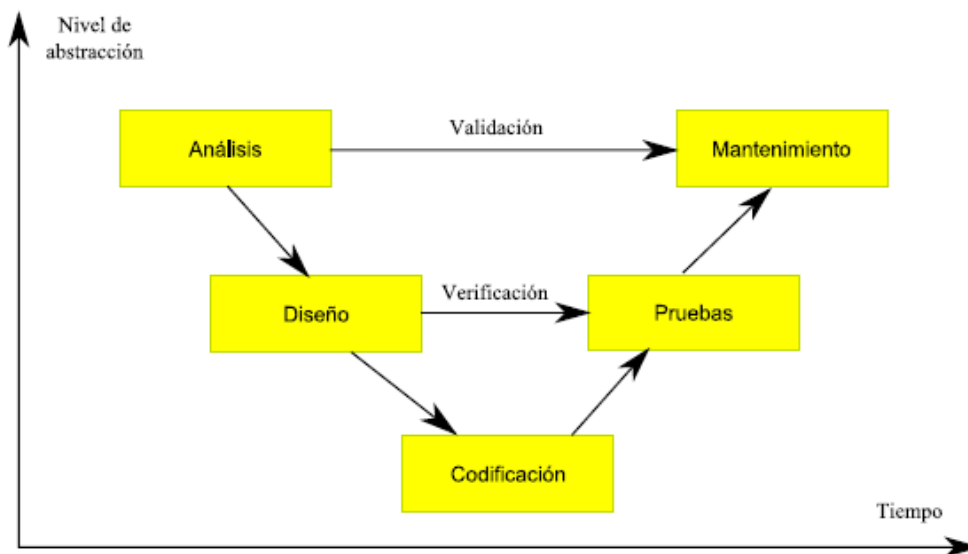 Nivel de
abstracción
Validación
Análisis
Mantenimiento
Verificación
Diseño
Pruebas
Codificación
Tiempo